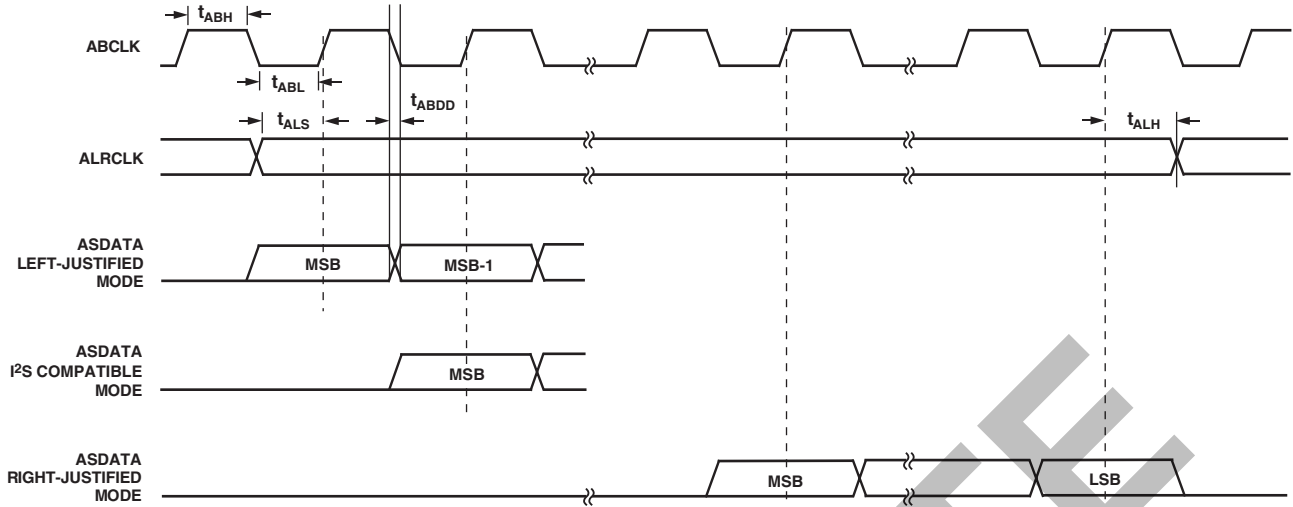 tABH
ABCLK
tABL
tABDD
tALS
tALH
ALRCLK
ASDATA
LEFT-JUSTIFIED
MODE
MSB
MSB-1
ASDATA
I2S COMPATIBLE
MODE
MSB
ASDATA
RIGHT-JUSTIFIED
MODE
MSB
LSB